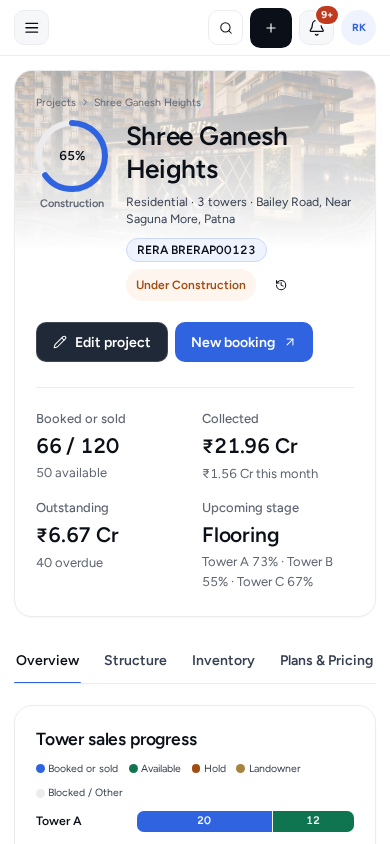 9+
RK
Projects > Shree Ganesh Heights
65%
Construction
Shree Ganesh
Heights
Residential · 3 towers · Bailey Road, Near
Saguna More, Patna
RERA BRERAP00123
Under Construction
Edit project
New booking
Booked or sold
66 / 120
50 available
Collected
₹21.96 Cr
₹1.56 Cr this month
Outstanding
₹6.67 Cr
40 overdue
Upcoming stage
Flooring
Tower A 73% · Tower B
55% · Tower C 67%
Overview Structure Inventory Plans & Pricing
Tower sales progress
Booked or sold Available Hold Landowner
Blocked / Other
Tower A 20 12